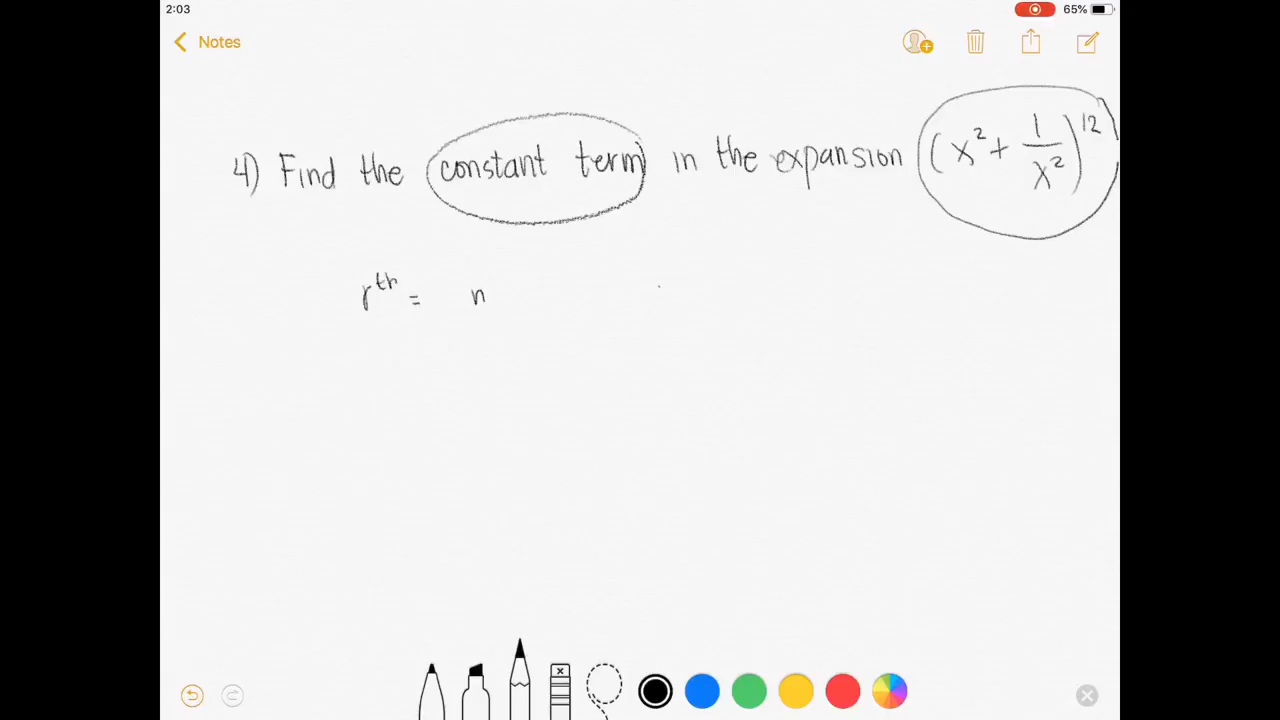 2:03 65%
Notes
4) Find the constant term in the expansion (x² + 1/x²)¹²
rᵗʰ = n